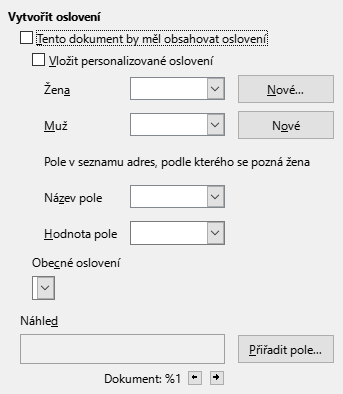 Vytvořit oslovení
Tento dokument by měl obsahovat oslovení
Vložit personalizované oslovení
Žena
Nové...
Muž
Nové
Pole v seznamu adres, podle kterého se pozná žena
Název pole
Hodnota pole
Obecné oslovení
Náhled
Přiřadit pole...
Dokument: %1